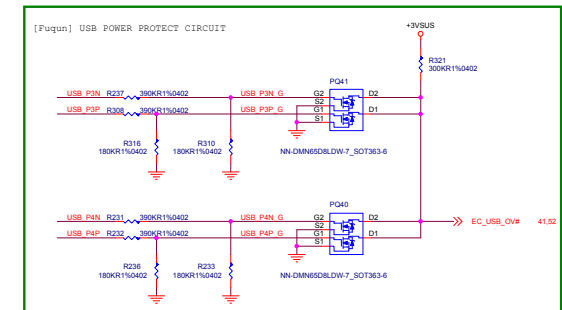 [Fuqun] USB POWER PROTECT CIRCUIT
+3VSUS
R321
300KR1%0402
PQ41
USB_P3N R237 390KR1%0402 USB_P3N_G G2 D2
S2
USB_P3P R308 390KR1%0402 USB_P3P_G G1 D1
S1
R316 R310
180KR1%0402 180KR1%0402 NN-DMN65D8LDW-7_SOT363-6
PQ40
USB_P4N R231 390KR1%0402 USB_P4N_G G2 D2 EC_USB_OV# 41,52
S2
USB_P4P R232 390KR1%0402 USB_P4P_G G1 D1
S1
R236 R233
180KR1%0402 180KR1%0402 NN-DMN65D8LDW-7_SOT363-6